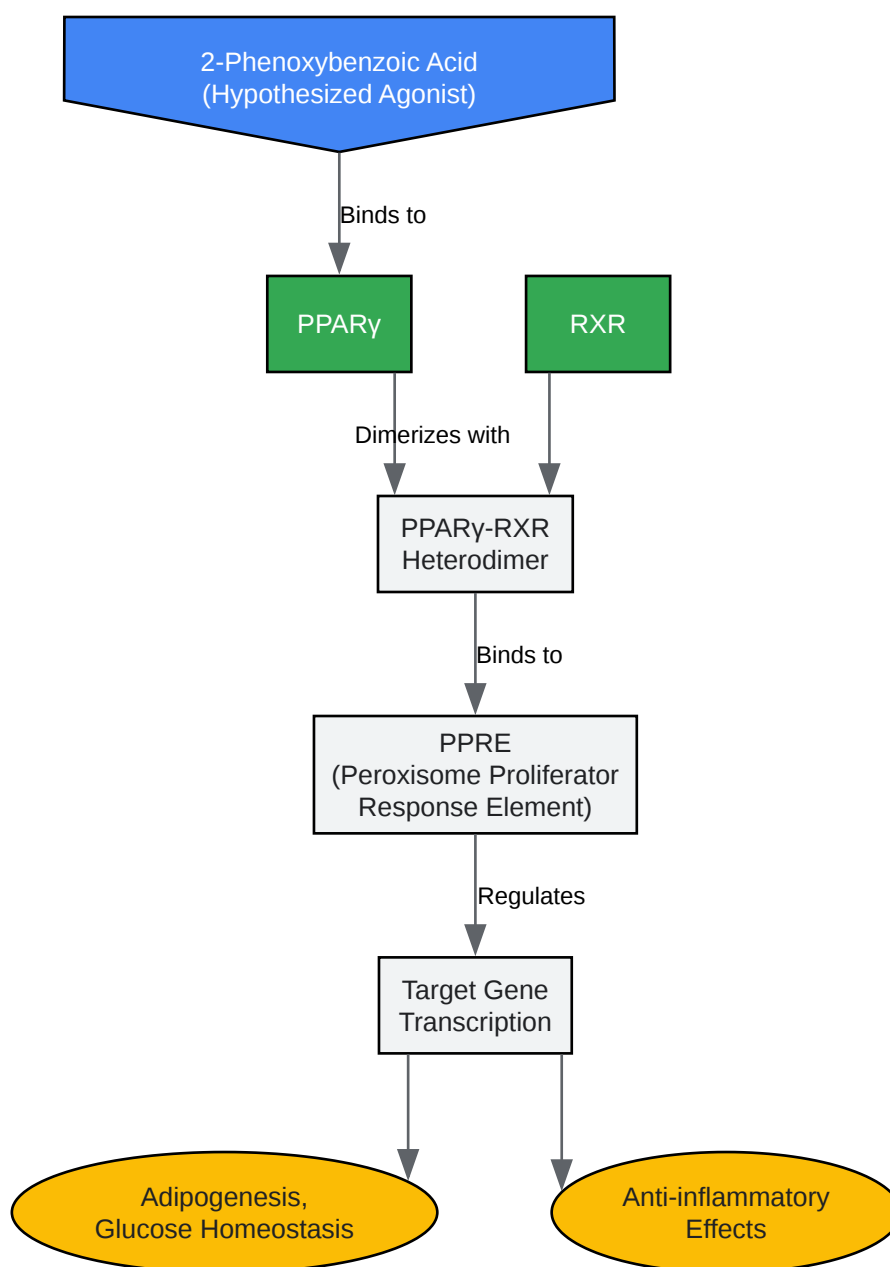 2-Phenoxybenzoic Acid
(Hypothesized Agonist)
Binds to
PPARγ
RXR
Dimerizes with
PPARγ-RXR
Heterodimer
Binds to
PPRE
(Peroxisome Proliferator
Response Element)
Regulates
Target Gene
Transcription
Adipogenesis,
Glucose Homeostasis
Anti-inflammatory
Effects